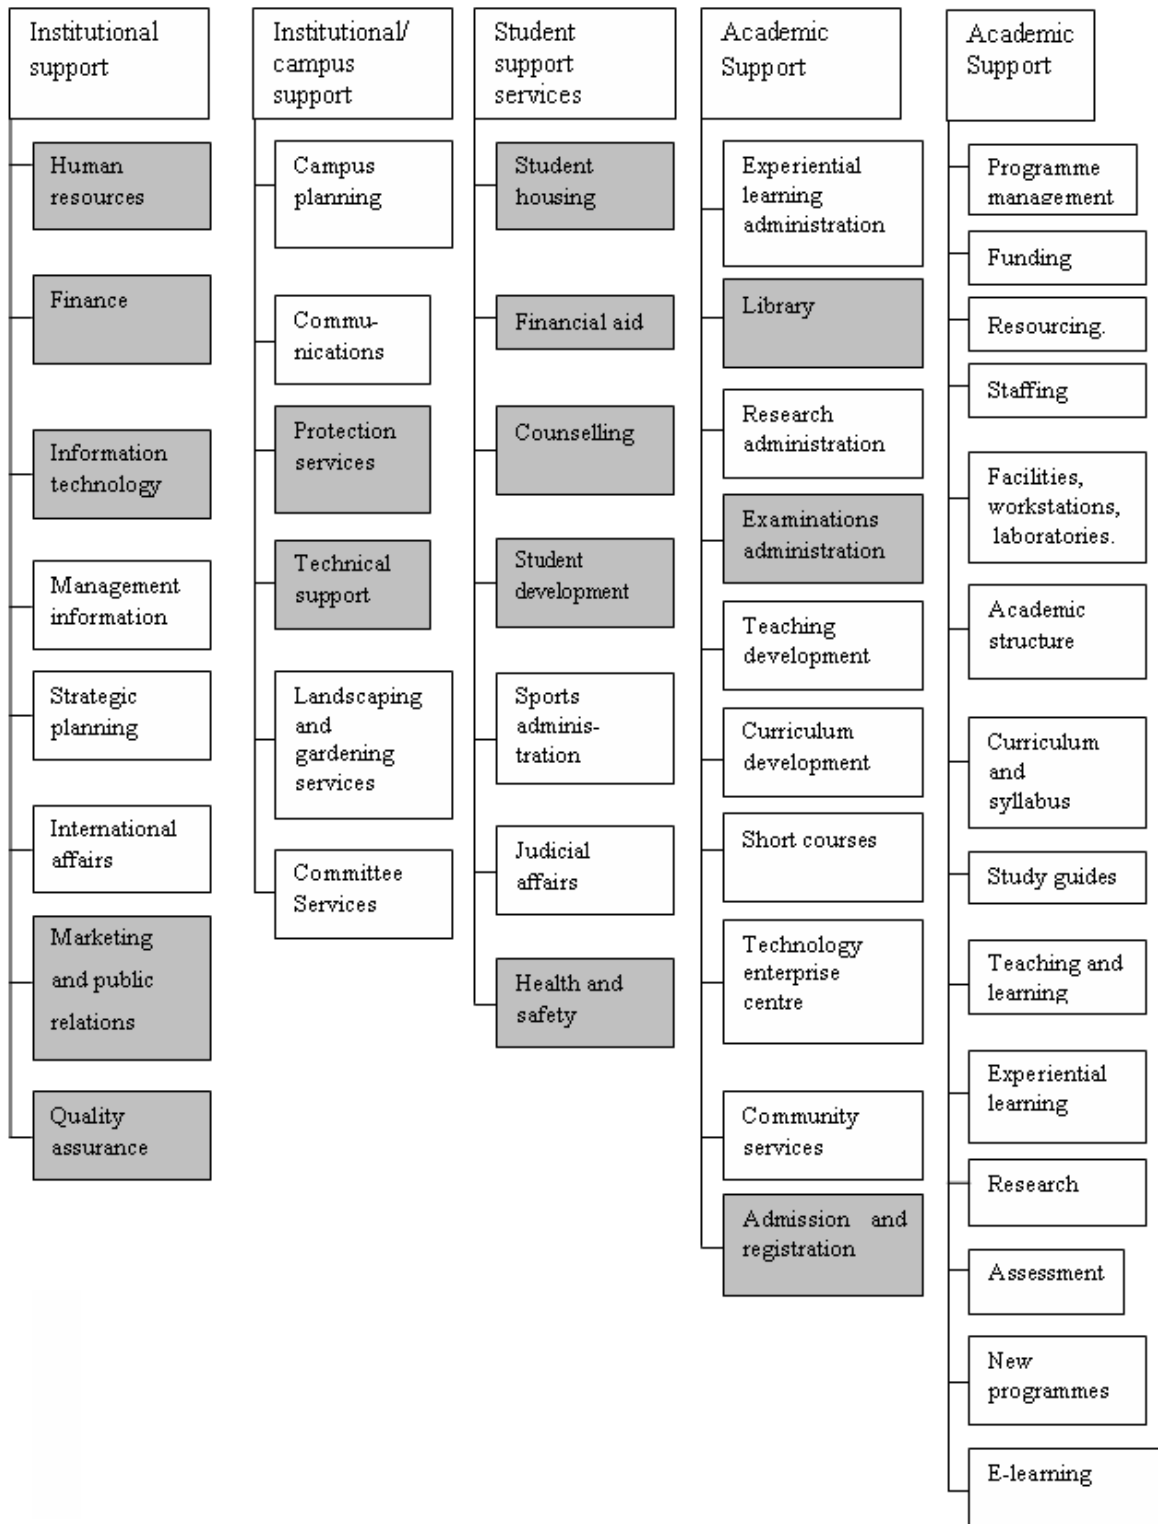 Institutional
support
Human
resources
Finance
Information
technology
Management
information
Strategic
planning
International
affairs
Marketing
and public
relations
Quality
assurance
Institutional/
campus
support
Campus
planning
Commu-
nications
Protection
services
Technical
support
Landscaping
and
gardening
services
Committee
Services
Student
support
services
Student
housing
Financial aid
Counselling
Student
development
Sports
adminis-
tration
Judicial
affairs
Health and
safety
Academic
Support
Experiential
learning
administration
Library
Research
administration
Examinations
administration
Teaching
development
Curriculum
development
Short courses
Technology
enterprise
centre
Community
services
Admission and
registration
Academic
Support
Programme
management
Funding
Resourcing.
Staffing
Facilities,
workstations,
laboratories.
Academic
structure
Curriculum
and
syllabus
Study guides
Teaching and
learning
Experiential
learning
Research
Assessment
New
programmes
E-learning